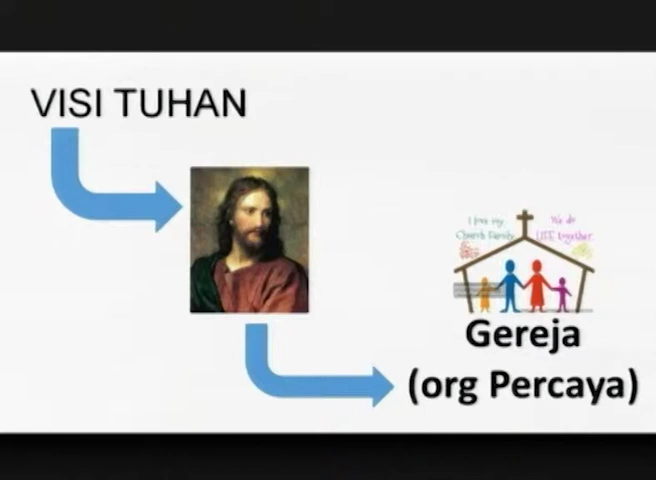 VISI TUHAN
I love my We do
Church Family LIFE together
Gereja
(org Percaya)